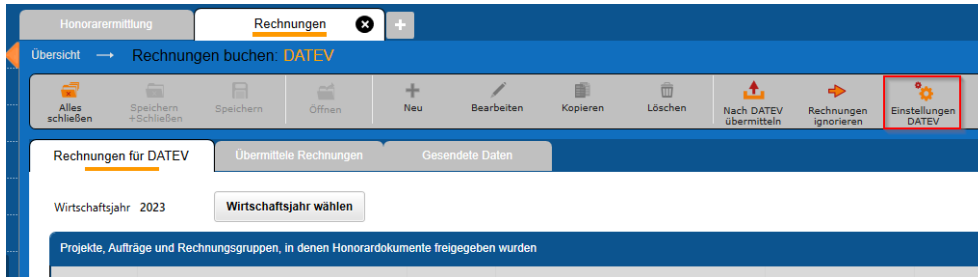 Honorarermittlung Rechnungen
Übersicht → Rechnungen buchen: DATEV
Alles schließen
Speichern +Schließen
Speichern
Öffnen
Neu
Bearbeiten
Kopieren
Löschen
Nach DATEV übermitteln
Rechnungen ignorieren
Einstellungen DATEV
Rechnungen für DATEV Übermittele Rechnungen Gesendete Daten
Wirtschaftsjahr 2023 Wirtschaftsjahr wählen
Projekte, Aufträge und Rechnungsgruppen, in denen Honorardokumente freigegeben wurden